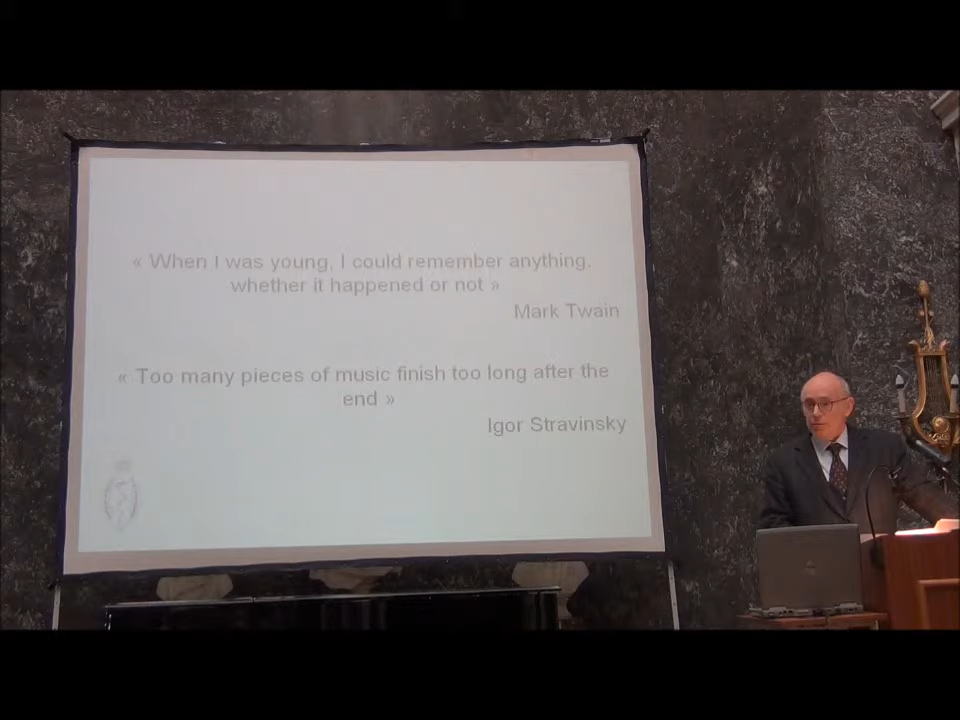 « When I was young, I could remember anything,
whether it happened or not »
Mark Twain
« Too many pieces of music finish too long after the
end »
Igor Stravinsky